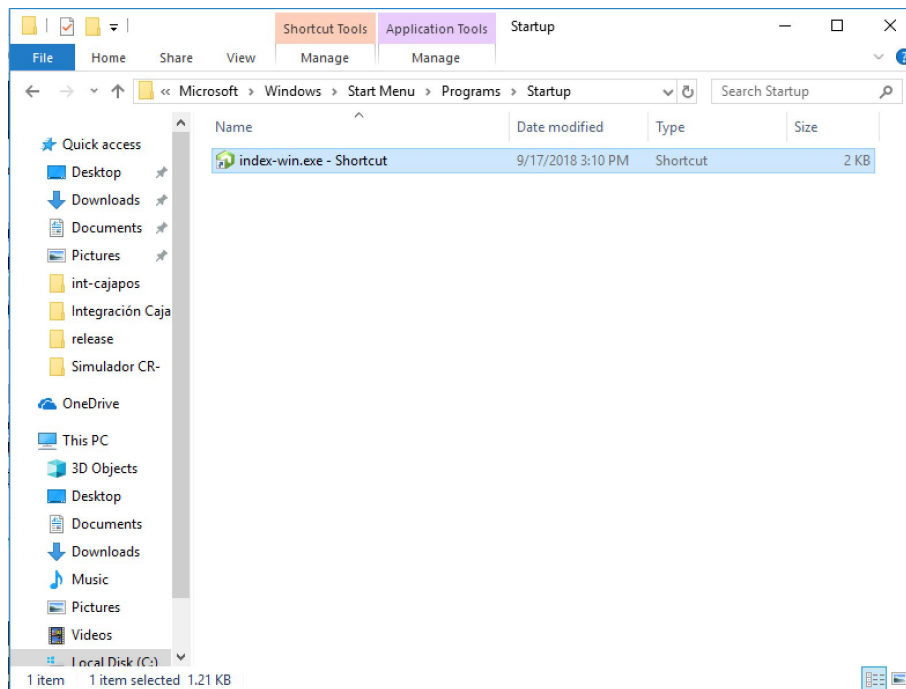 Shortcut Tools Application Tools Startup
File Home Share View Manage Manage ?
« Microsoft > Windows > Start Menu > Programs > Startup Search Startup
Name Date modified Type Size
Quick access
index-win.exe - Shortcut 9/17/2018 3:10 PM Shortcut 2 KB
Desktop
Downloads
Documents
Pictures
int-cajapos
Integración Caja
release
Simulador CR-
OneDrive
This PC
3D Objects
Desktop
Documents
Downloads
Music
Pictures
Videos
Local Disk (C:)
1 item 1 item selected 1.21 KB